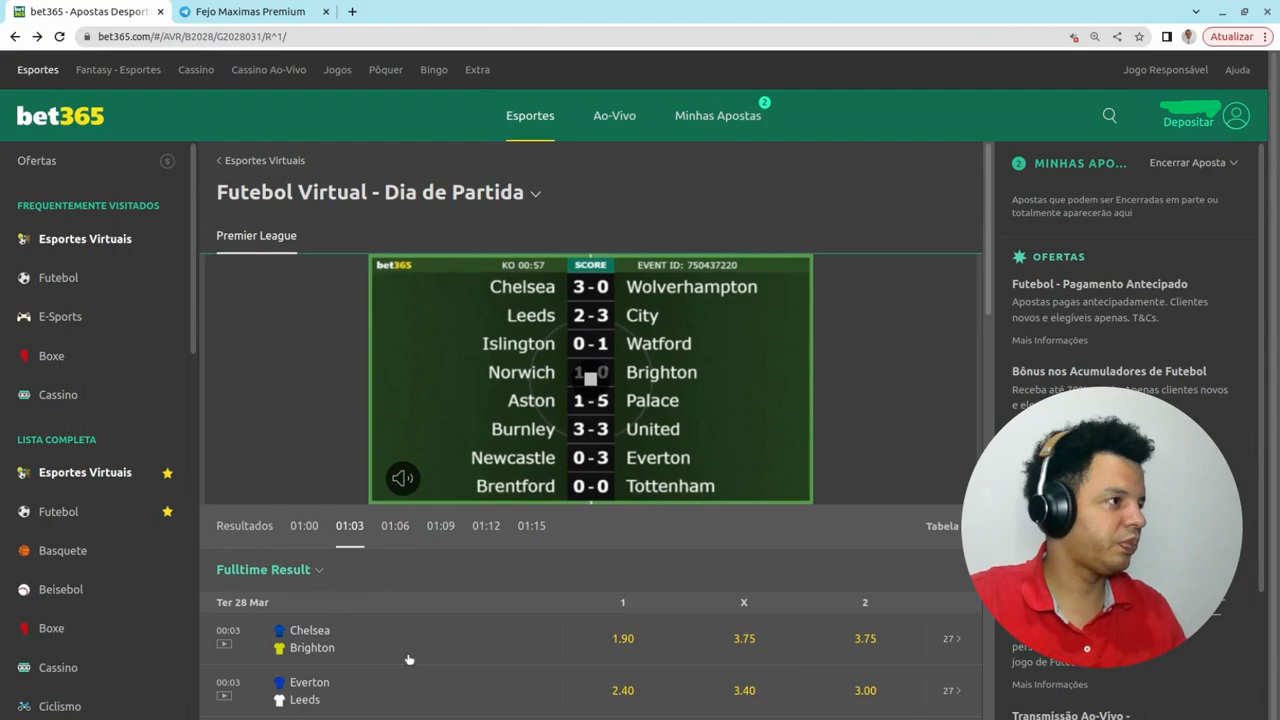 bet365 - Apostas Desport
Fejo Maximas Premium
bet365.com/#/AVR/B2028/G2028031/R^1/
Atualizar
Esportes
Fantasy - Esportes
Cassino
Cassino Ao-Vivo
Jogos
Pôquer
Bingo
Extra
Jogo Responsável
Ajuda
bet365
Esportes
Ao-Vivo
Minhas Apostas
2
Depositar
Ofertas
FREQUENTEMENTE VISITADOS
Esportes Virtuais
Futebol
E-Sports
Boxe
Cassino
LISTA COMPLETA
Esportes Virtuais
Futebol
Basquete
Beisebol
Boxe
Cassino
Ciclismo
Esportes Virtuais
Futebol Virtual - Dia de Partida
Premier League
bet365 KO 00:57 SCORE EVENT ID: 750437220
Chelsea 3 - 0 Wolverhampton
Leeds 2 - 3 City
Islington 0 - 1 Watford
Norwich 1 0 Brighton
Aston 1 - 5 Palace
Burnley 3 - 3 United
Newcastle 0 - 3 Everton
Brentford 0 - 0 Tottenham
Resultados 01:00 01:03 01:06 01:09 01:12 01:15 Tabela
Fulltime Result
Ter 28 Mar 1 X 2
00:03 Chelsea
Brighton
1.90 3.75 3.75 27
00:03 Everton
Leeds
2.40 3.40 3.00 27
2 MINHAS APO...
Encerrar Aposta
Apostas que podem ser Encerradas em parte ou
totalmente aparecerão aqui
OFERTAS
Futebol - Pagamento Antecipado
Apostas pagas antecipadamente. Clientes
novos e elegíveis apenas. T&Cs.
Mais Informações
Bônus nos Acumuladores de Futebol
Receba até apenas clientes
novos e
jogo de
Mais Informações
Transmissão Ao-Vivo -